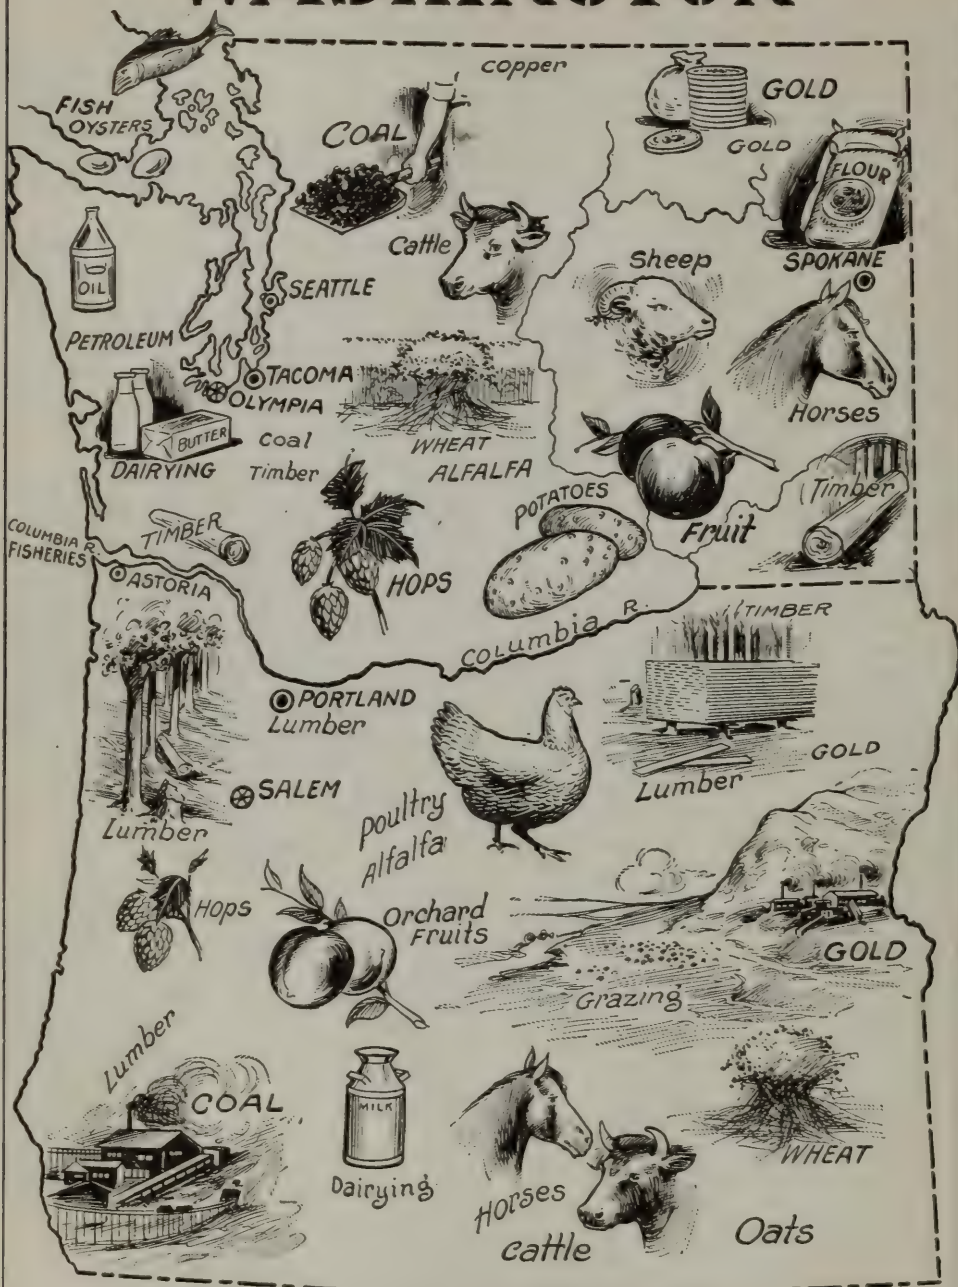 WASHINGTON
copper
GOLD
FISH
OYSTERS
COAL
GOLD
FLOUR
Cattle
Sheep
SPOKANE
OIL
SEATTLE
PETROLEUM
TACOMA
OLYMPIA
Horses
BUTTER
Coal
WHEAT
DAIRYING
Timber
ALFALFA
Timber
POTATOES
Fruit
COLUMBIA R.
FISHERIES
TIMBER
HOPS
ASTORIA
Columbia R.
TIMBER
PORTLAND
Lumber
GOLD
Lumber
SALEM
Lumber
Poultry
Alfalfa
Hops
Orchard
Fruits
GOLD
Grazing
Lumber
COAL
MILK
WHEAT
Dairying
Horses
Cattle
Oats